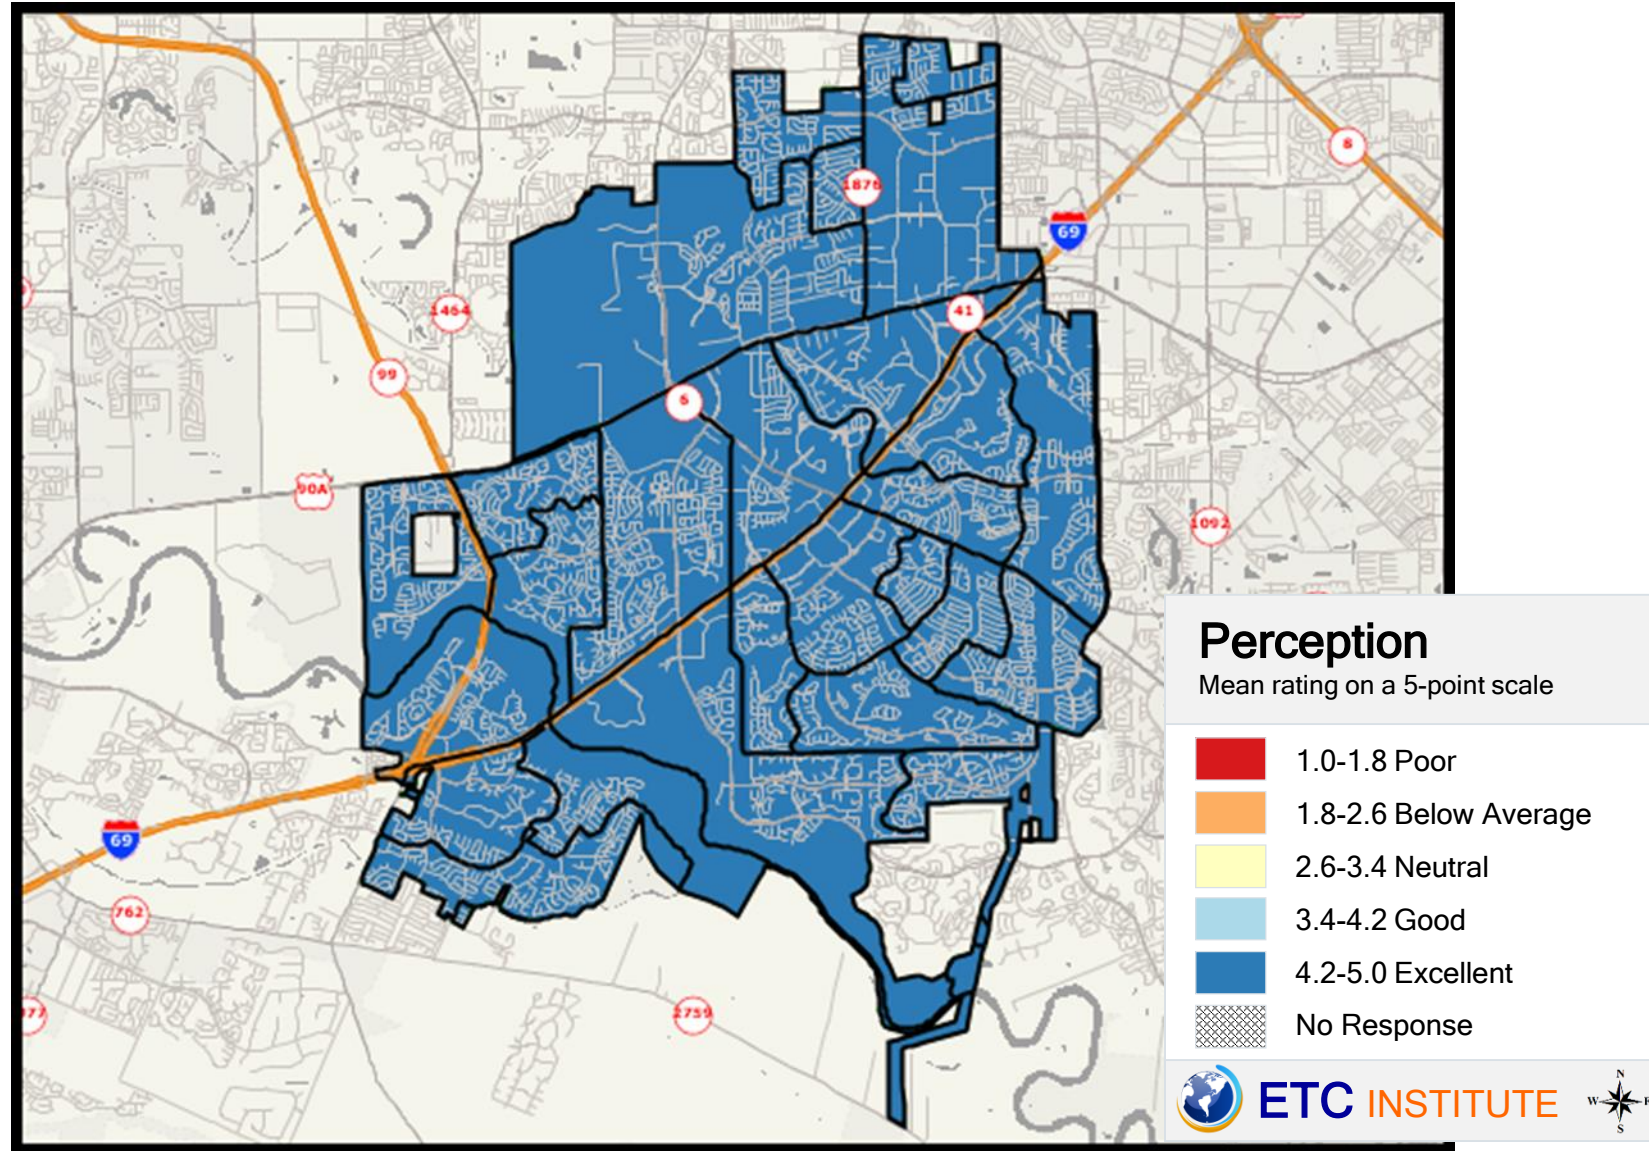 1876
8
69
1464
41
99
6
90A
1092
Perception
Mean rating on a 5-point scale
1.0-1.8 Poor
1.8-2.6 Below Average
2.6-3.4 Neutral
3.4-4.2 Good
4.2-5.0 Excellent
No Response
69
762
2759
ETC INSTITUTE
N
W
E
S